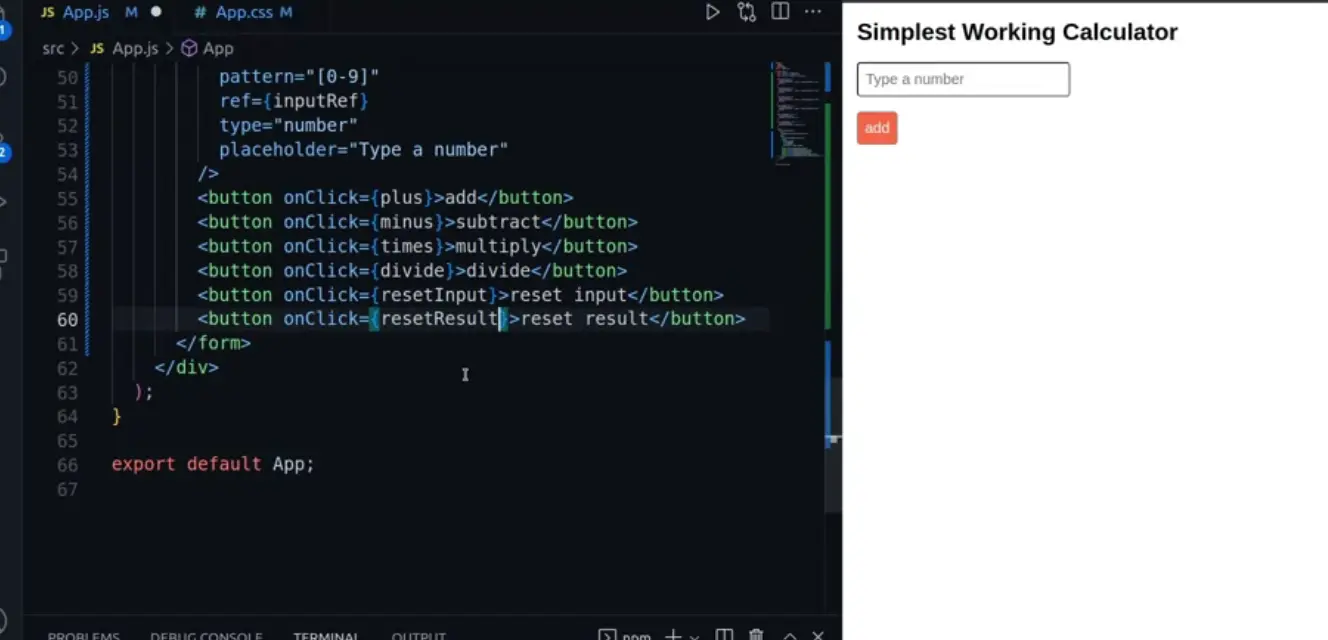 JS App.js M
# App.css M
src > JS App.js > App
50 pattern="[0-9]"
51 ref={inputRef}
52 type="number"
53 placeholder="Type a number"
54 />
55 <button onClick={plus}>add</button>
56 <button onClick={minus}>subtract</button>
57 <button onClick={times}>multiply</button>
58 <button onClick={divide}>divide</button>
59 <button onClick={resetInput}>reset input</button>
60 <button onClick={resetResult}>reset result</button>
61 </form>
62 </div>
63 );
64 }
65
66 export default App;
67
PROBLEMS DEBUG CONSOLE TERMINAL OUTPUT npm
1
2
Simplest Working Calculator
Type a number
add